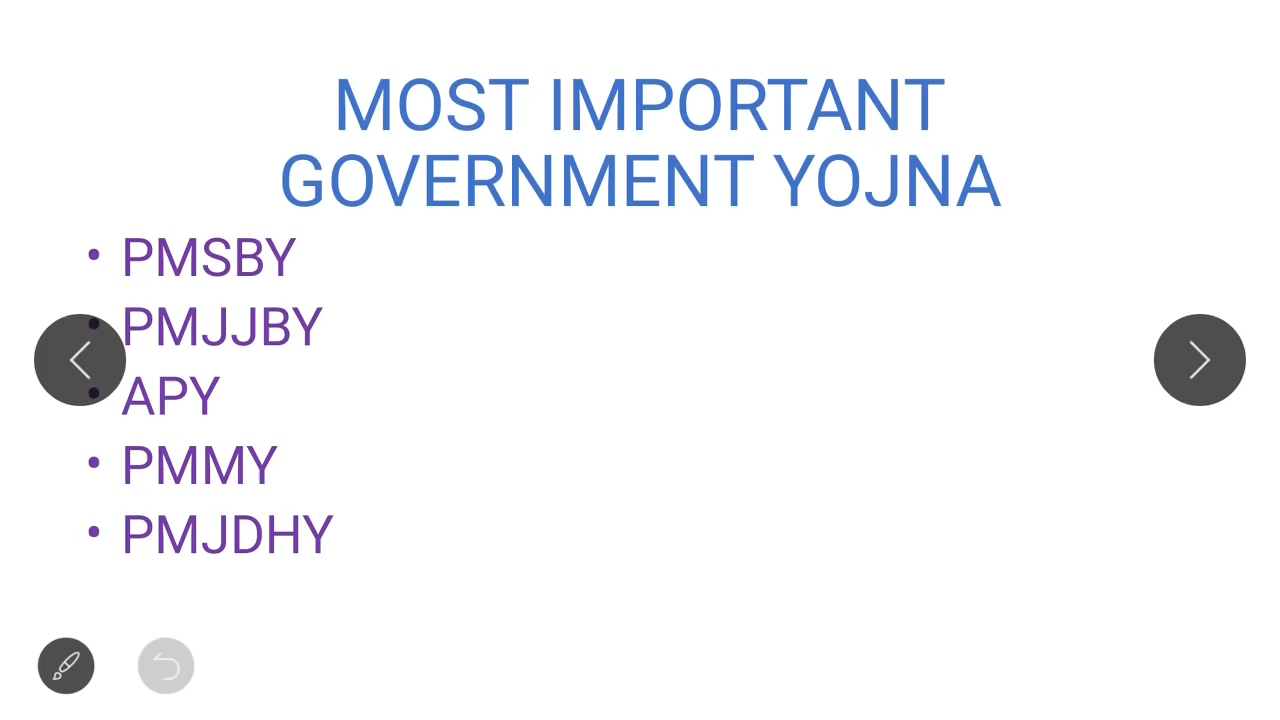 MOST IMPORTANT
GOVERNMENT YOJNA
• PMSBY
• PMJJBY
• APY
• PMMY
• PMJDHY